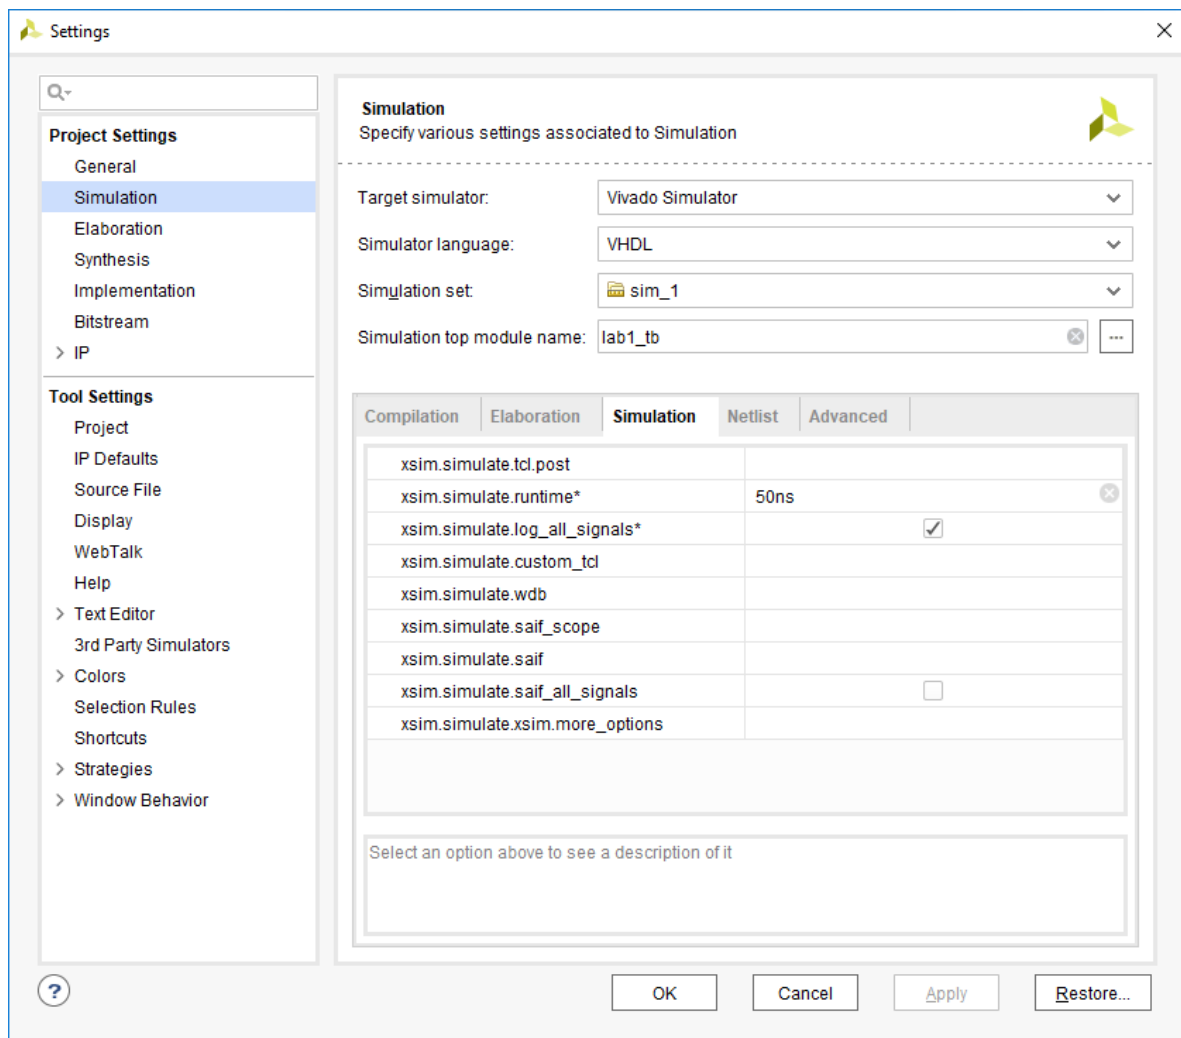 Settings
Project Settings
General
Simulation
Elaboration
Synthesis
Implementation
Bitstream
IP
Tool Settings
Project
IP Defaults
Source File
Display
WebTalk
Help
Text Editor
3rd Party Simulators
Colors
Selection Rules
Shortcuts
Strategies
Window Behavior
Simulation
Specify various settings associated to Simulation
Target simulator: Vivado Simulator
Simulator language: VHDL
Simulation set: sim_1
Simulation top module name: lab1_tb ...
Compilation Elaboration Simulation Netlist Advanced
xsim.simulate.tcl.post
xsim.simulate.runtime* 50ns
xsim.simulate.log_all_signals*
xsim.simulate.custom_tcl
xsim.simulate.wdb
xsim.simulate.saif_scope
xsim.simulate.saif
xsim.simulate.saif_all_signals
xsim.simulate.xsim.more_options
Select an option above to see a description of it
? OK Cancel Apply Restore...